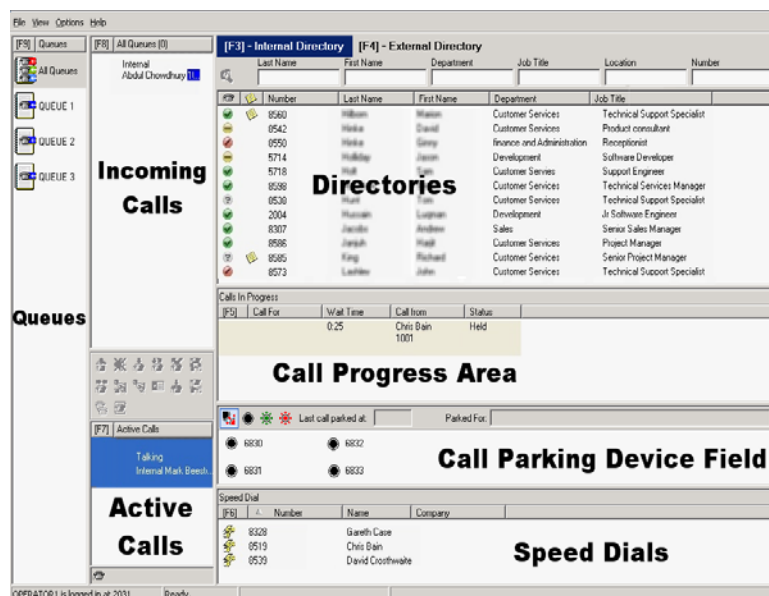 File View Options Help
[F9] Queues
All Queues
QUEUE 1
QUEUE 2
QUEUE 3
Queues
[F8] All Queues (0)
Internal
Abdul Chowdhury
Incoming
Calls
[F7] Active Calls
Talking
Internal Mark
Active
Calls
[F3] - Internal Directory [F4] - External Directory
Last Name First Name Department Job Title Location Number
Number Last Name First Name Department Job Title
8560 Customer Services Technical Support Specialist
8542 Customer Services Product consultant
8550 finance and Administration Receptionist
5714 Development Software Developer
5718 Customer Servies Support Engineer
8598 Customer Services Technical Services Manager
8530 Customer Services Technical Support Specialist
2004 Development Jr Software Engineer
8307 Sales Senior Sales Manager
8586 Customer Services Project Manager
8585 King Richard Customer Services Senior Project Manager
8573 John Customer Services Technical Support Specialist
Directories
Calls In Progress
[F5] Call For Wait Time Call from Status
0:25 Chris Bain Held
1001
Call Progress Area
Last call parked at: Parked For:
6830 6832
6831 6833
Call Parking Device Field
Speed Dial
[F6] Number Name Company
8328 Gareth Case
8519 Chris Bain
8539 David Crosthwaite
Speed Dials
OPERATOR1 is logged in at 2031 Ready